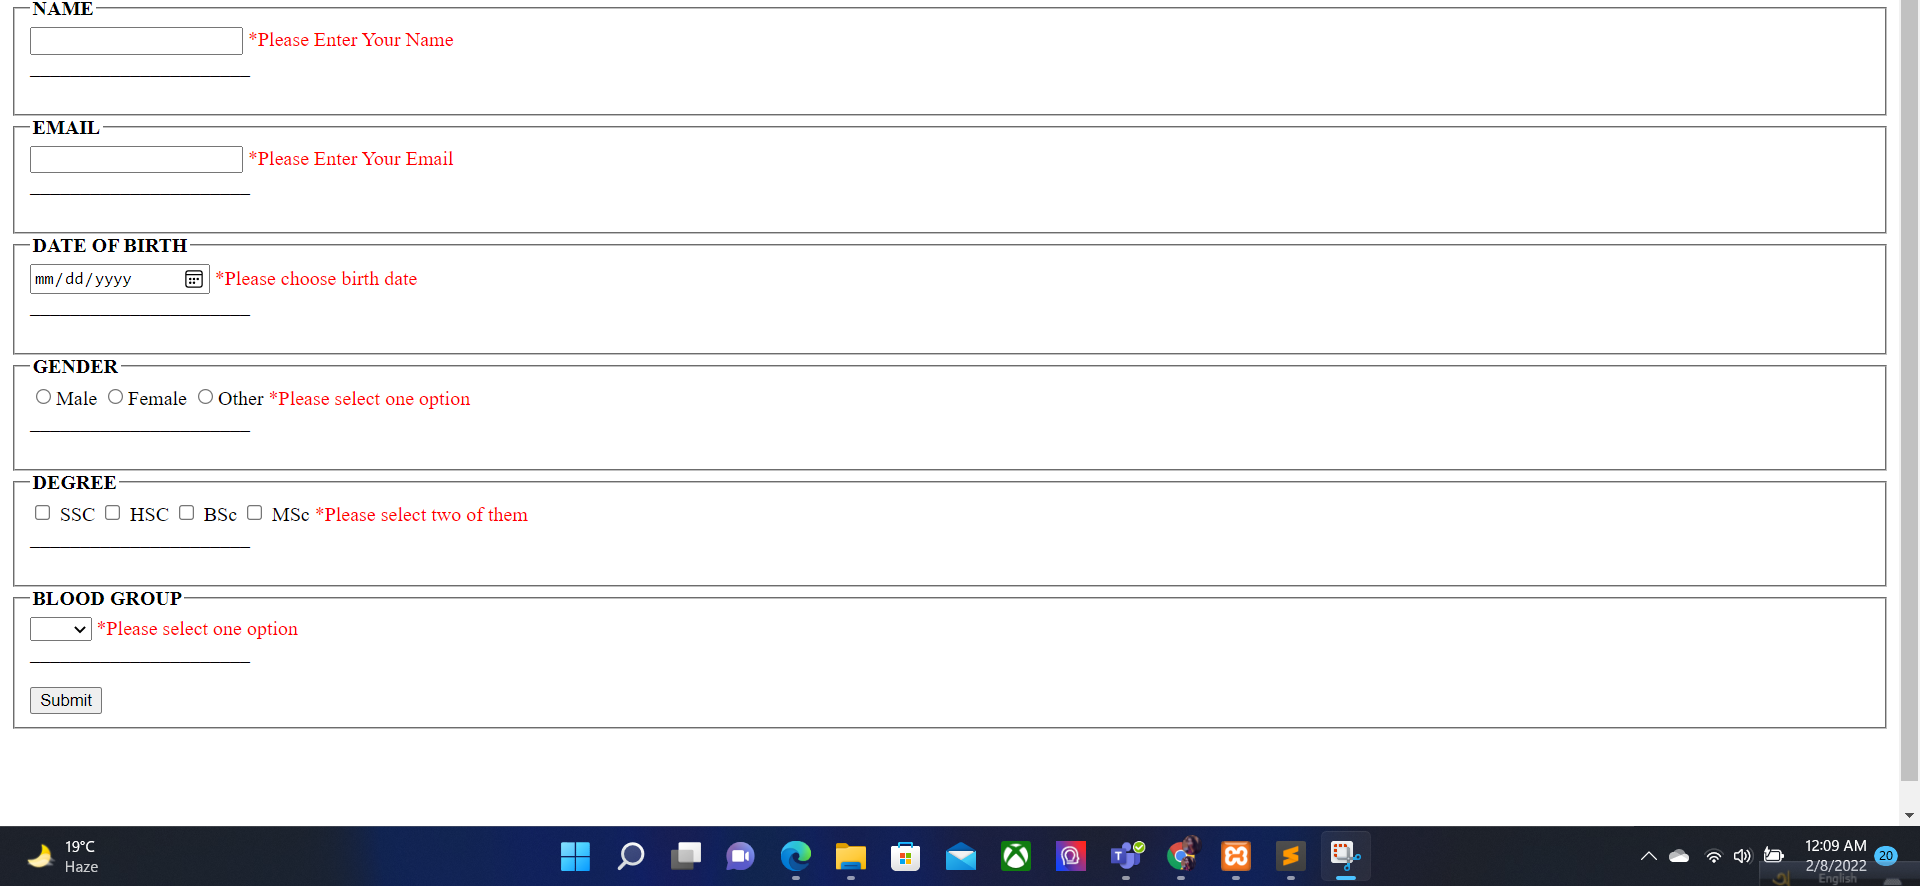 NAME
*Please Enter Your Name
EMAIL
*Please Enter Your Email
DATE OF BIRTH
mm/dd/yyyy *Please choose birth date
GENDER
Male Female Other *Please select one option
DEGREE
SSC HSC BSc MSc *Please select two of them
BLOOD GROUP
*Please select one option
Submit
19°C
Haze
12:09 AM
2/8/2022
20
English